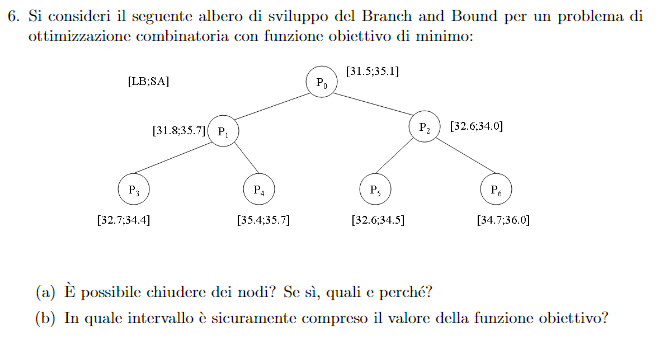 6. Si consideri il seguente albero di sviluppo del Branch and Bound per un problema di
ottimizzazione combinatoria con funzione obiettivo di minimo:
[LB;SA]
P0 [31.5;35.1]
[31.8;35.7] P1
P2 [32.6;34.0]
P3 P4 P5 P6
[32.7;34.4] [35.4;35.7] [32.6;34.5] [34.7;36.0]
(a) È possibile chiudere dei nodi? Se sì, quali e perché?
(b) In quale intervallo è sicuramente compreso il valore della funzione obiettivo?